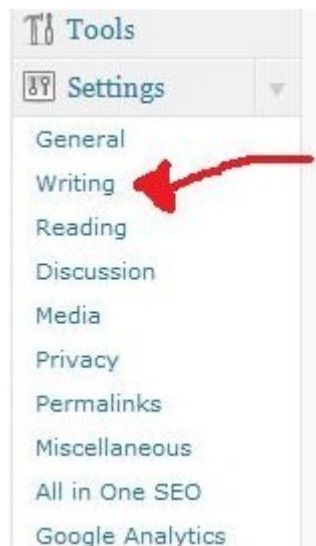 Tools
Settings
General
Writing
Reading
Discussion
Media
Privacy
Permalinks
Miscellaneous
All in One SEO
Google Analytics